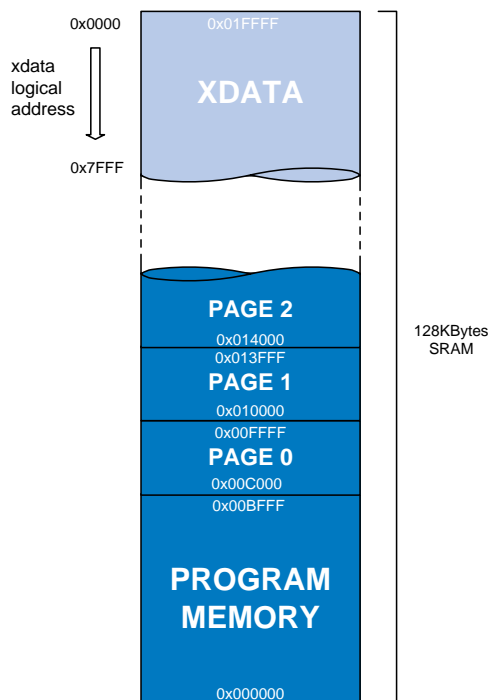 0x0000
0x01FFFF
xdata
logical
address
XDATA
0x7FFF
PAGE 2
0x014000
0x013FFF
PAGE 1
0x010000
0x00FFFF
PAGE 0
0x00C000
0x00BFFF
PROGRAM
MEMORY
0x000000
128KBytes
SRAM